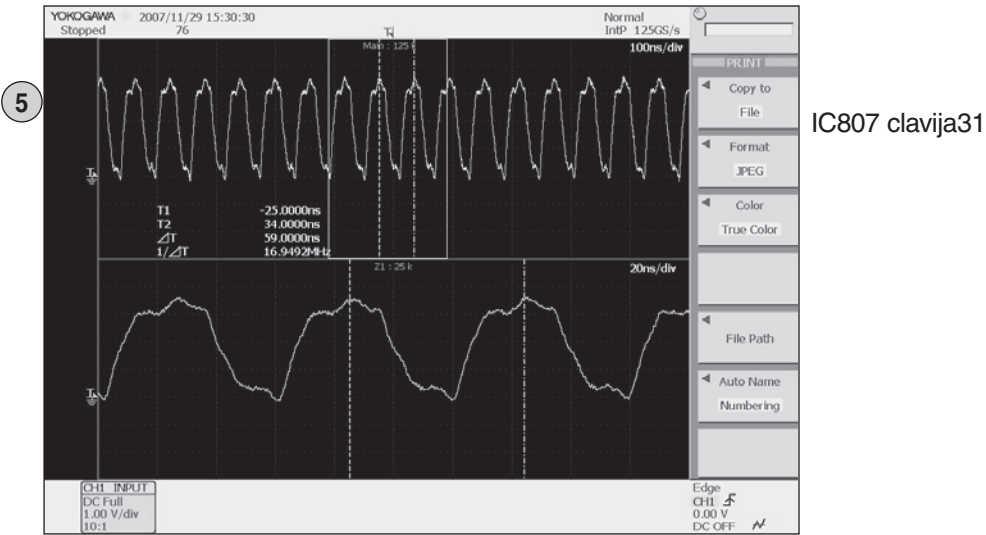 YOKOGAWA 2007/11/29 15:30:30
Stopped 76
Normal
IntP 125GS/s
100ns/div
5
T1 -25.0000ns
T2 34.0000ns
⊿T 59.0000ns
1/⊿T 16.9492MHz
Z1 : 25 k
20ns/div
CH1 INPUT
DC Full
1.00 V/div
10:1
Edge
CH1
0.00 V
DC OFF
PRINT
Copy to
File
Format
JPEG
Color
True Color
File Path
Auto Name
Numbering
IC807 clavija31